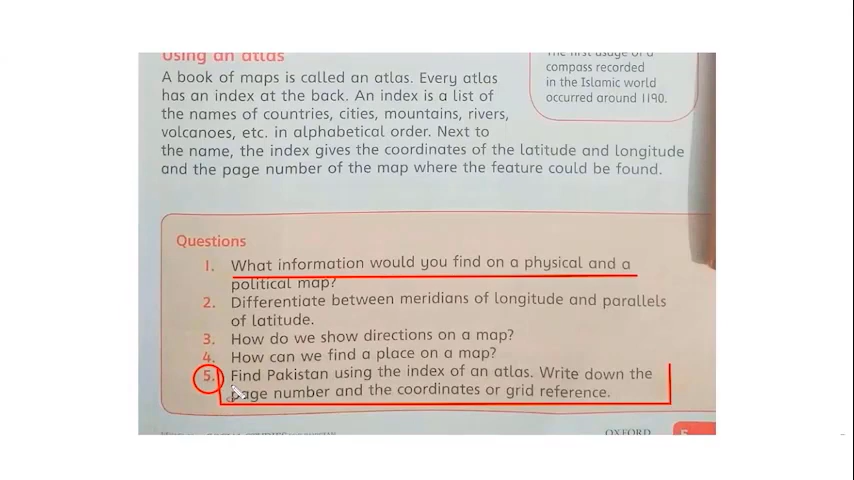 Using an atlas
A book of maps is called an atlas. Every atlas
has an index at the back. An index is a list of
the names of countries, cities, mountains, rivers,
volcanoes, etc. in alphabetical order. Next to
the name, the index gives the coordinates of the latitude and longitude
and the page number of the map where the feature could be found.
The first usage of a
compass recorded
in the Islamic world
occurred around 1190.
Questions
1. What information would you find on a physical and a
political map?
2. Differentiate between meridians of longitude and parallels
of latitude.
3. How do we show directions on a map?
4. How can we find a place on a map?
5. Find Pakistan using the index of an atlas. Write down the
page number and the coordinates or grid reference.
OXFORD 5